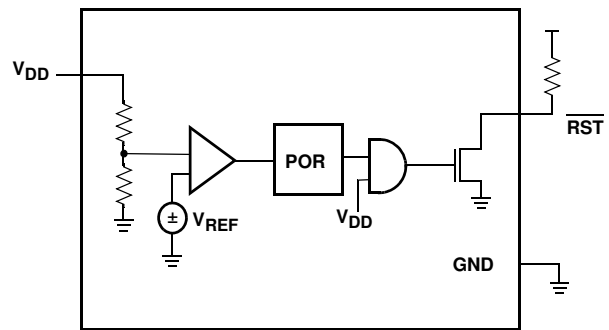 VDD
RST
POR
VREF
VDD
GND
±